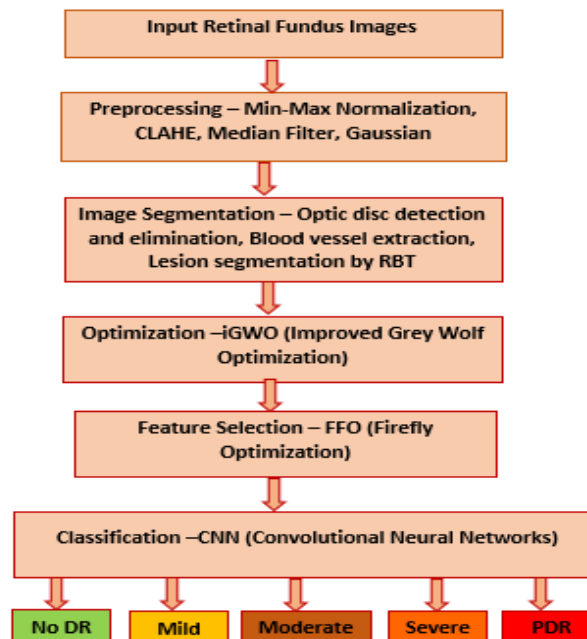 Input Retinal Fundus Images
Preprocessing – Min-Max Normalization,
CLAHE, Median Filter, Gaussian
Image Segmentation – Optic disc detection
and elimination, Blood vessel extraction,
Lesion segmentation by RBT
Optimization –iGWO (Improved Grey Wolf
Optimization)
Feature Selection – FFO (Firefly
Optimization)
Classification –CNN (Convolutional Neural Networks)
No DR Mild Moderate Severe PDR